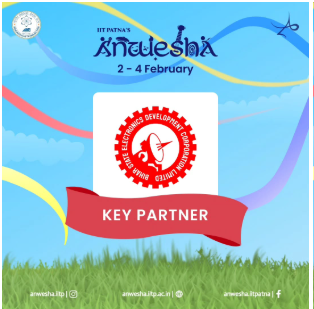 IIT PATNA'S
ANWESHA
2 - 4 February
BIHAR STATE ELECTRONICS DEVELOPMENT CORPORATION LIMITED
KEY PARTNER
anwesha.iitp |
anwesha.iitp.ac.in |
anwesha.iitpatna |